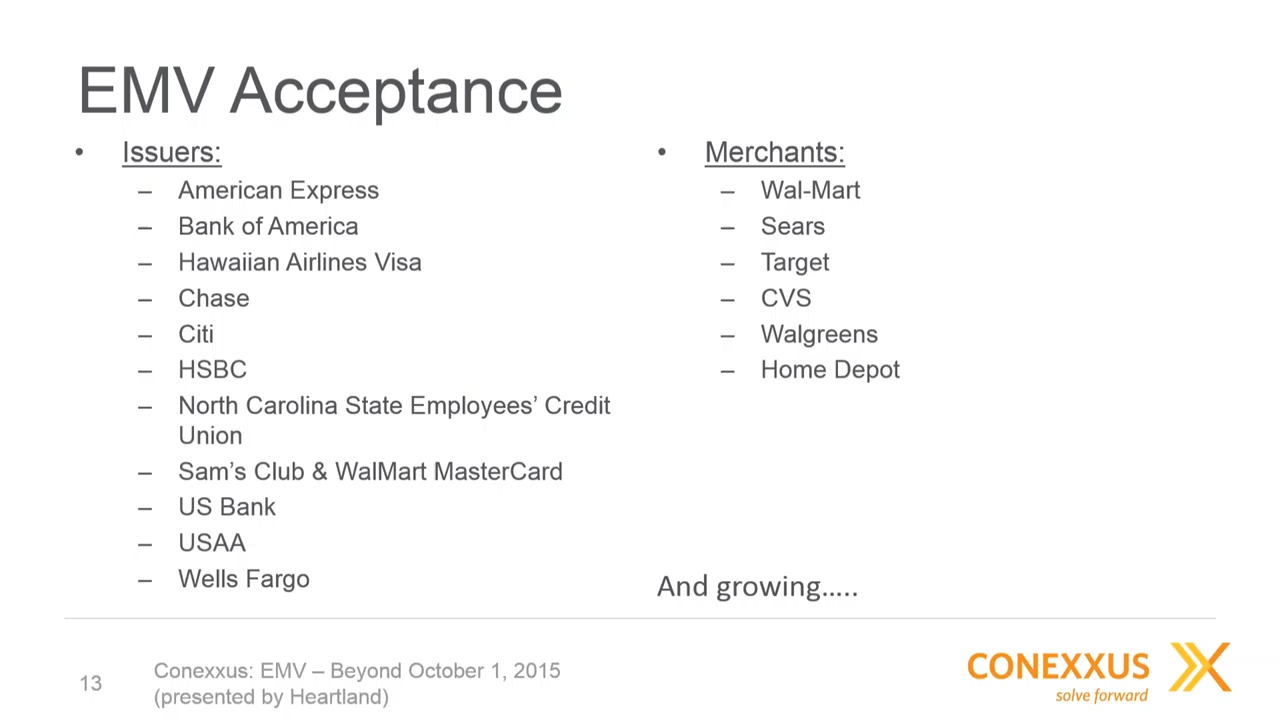 EMV Acceptance
• Issuers:
– American Express
– Bank of America
– Hawaiian Airlines Visa
– Chase
– Citi
– HSBC
– North Carolina State Employees’ Credit
Union
– Sam’s Club & WalMart MasterCard
– US Bank
– USAA
– Wells Fargo
• Merchants:
– Wal-Mart
– Sears
– Target
– CVS
– Walgreens
– Home Depot
And growing…..
13
Conexxus: EMV – Beyond October 1, 2015
(presented by Heartland)
CONEXXUS
solve forward